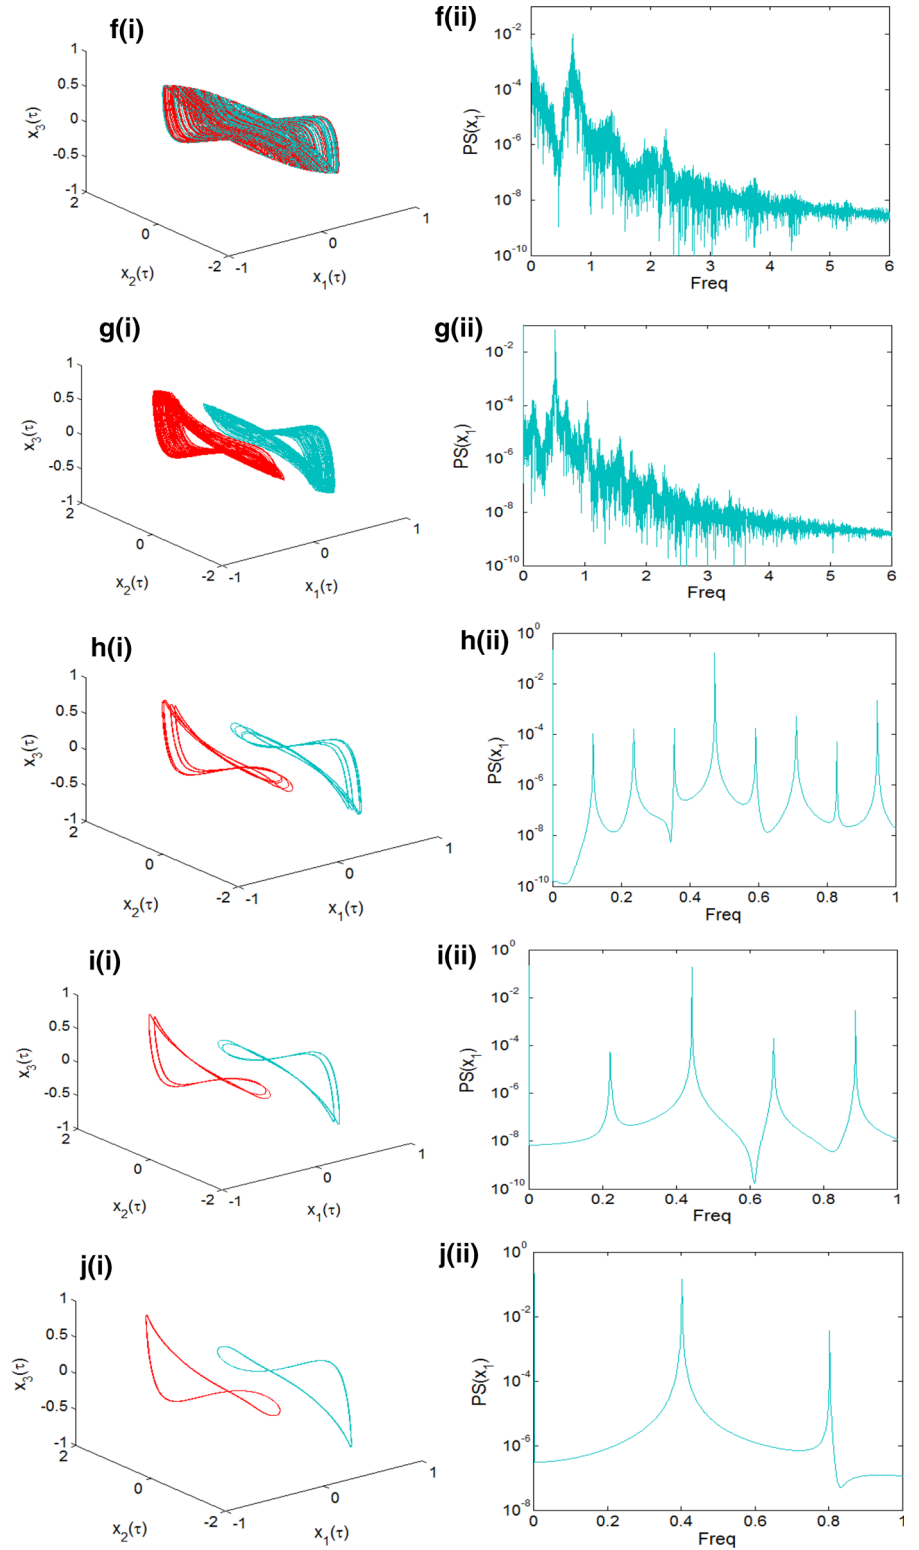 f(i)
1
0.5
0
-0.5
-1
x3(τ)
2
0
-2
x2(τ)
-1
0
1
x1(τ)
f(ii)
10^-2
10^-4
10^-6
10^-8
10^-10
PS(x1)
0 1 2 3 4 5 6
Freq
g(i)
1
0.5
0
-0.5
-1
x3(τ)
2
0
-2
x2(τ)
-1
0
1
x1(τ)
g(ii)
10^-2
10^-4
10^-6
10^-8
10^-10
PS(x1)
0 1 2 3 4 5 6
Freq
h(i)
1
0.5
0
-0.5
-1
x3(τ)
2
0
-2
x2(τ)
-1
0
1
x1(τ)
h(ii)
10^0
10^-2
10^-4
10^-6
10^-8
10^-10
PS(x1)
0 0.2 0.4 0.6 0.8 1
Freq
i(i)
1
0.5
0
-0.5
-1
x3(τ)
2
0
-2
x2(τ)
-1
0
1
x1(τ)
i(ii)
10^0
10^-2
10^-4
10^-6
10^-8
10^-10
PS(x1)
0 0.2 0.4 0.6 0.8 1
Freq
j(i)
1
0.5
0
-0.5
-1
x3(τ)
2
0
-2
x2(τ)
-1
0
1
x1(τ)
j(ii)
10^0
10^-2
10^-4
10^-6
10^-8
PS(x1)
0 0.2 0.4 0.6 0.8 1
Freq